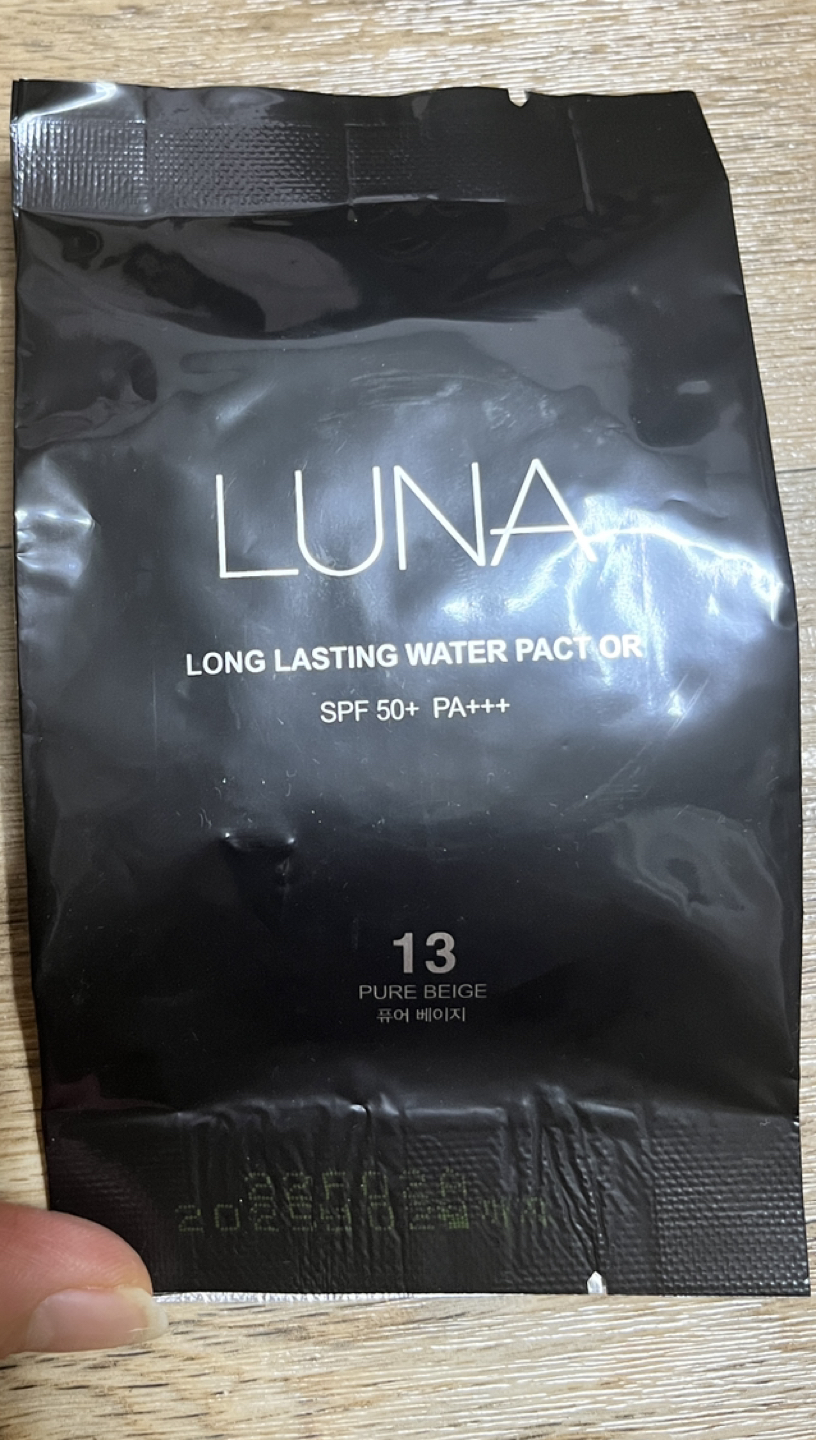 LUNA
LONG LASTING WATER PACT OR
SPF 50+ PA+++
13
PURE BEIGE
퓨어 베이지